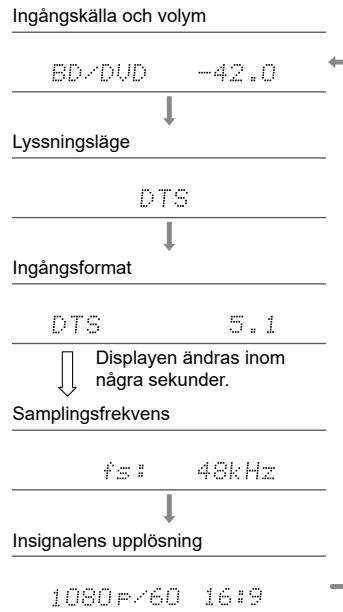 Ingångskälla och volym
BD/DVD -42.0
Lyssningsläge
DTS
Ingångsformat
DTS 5.1
Displayen ändras inom
några sekunder.
Samplingsfrekvens
fs: 48kHz
Insignalens upplösning
1080p/60 16:9